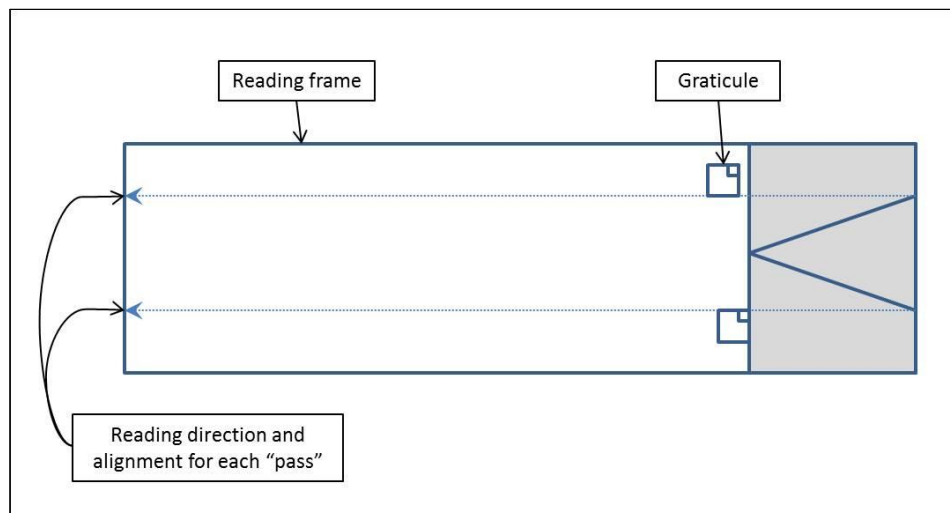 Reading frame
Graticule
Reading direction and
alignment for each “pass”